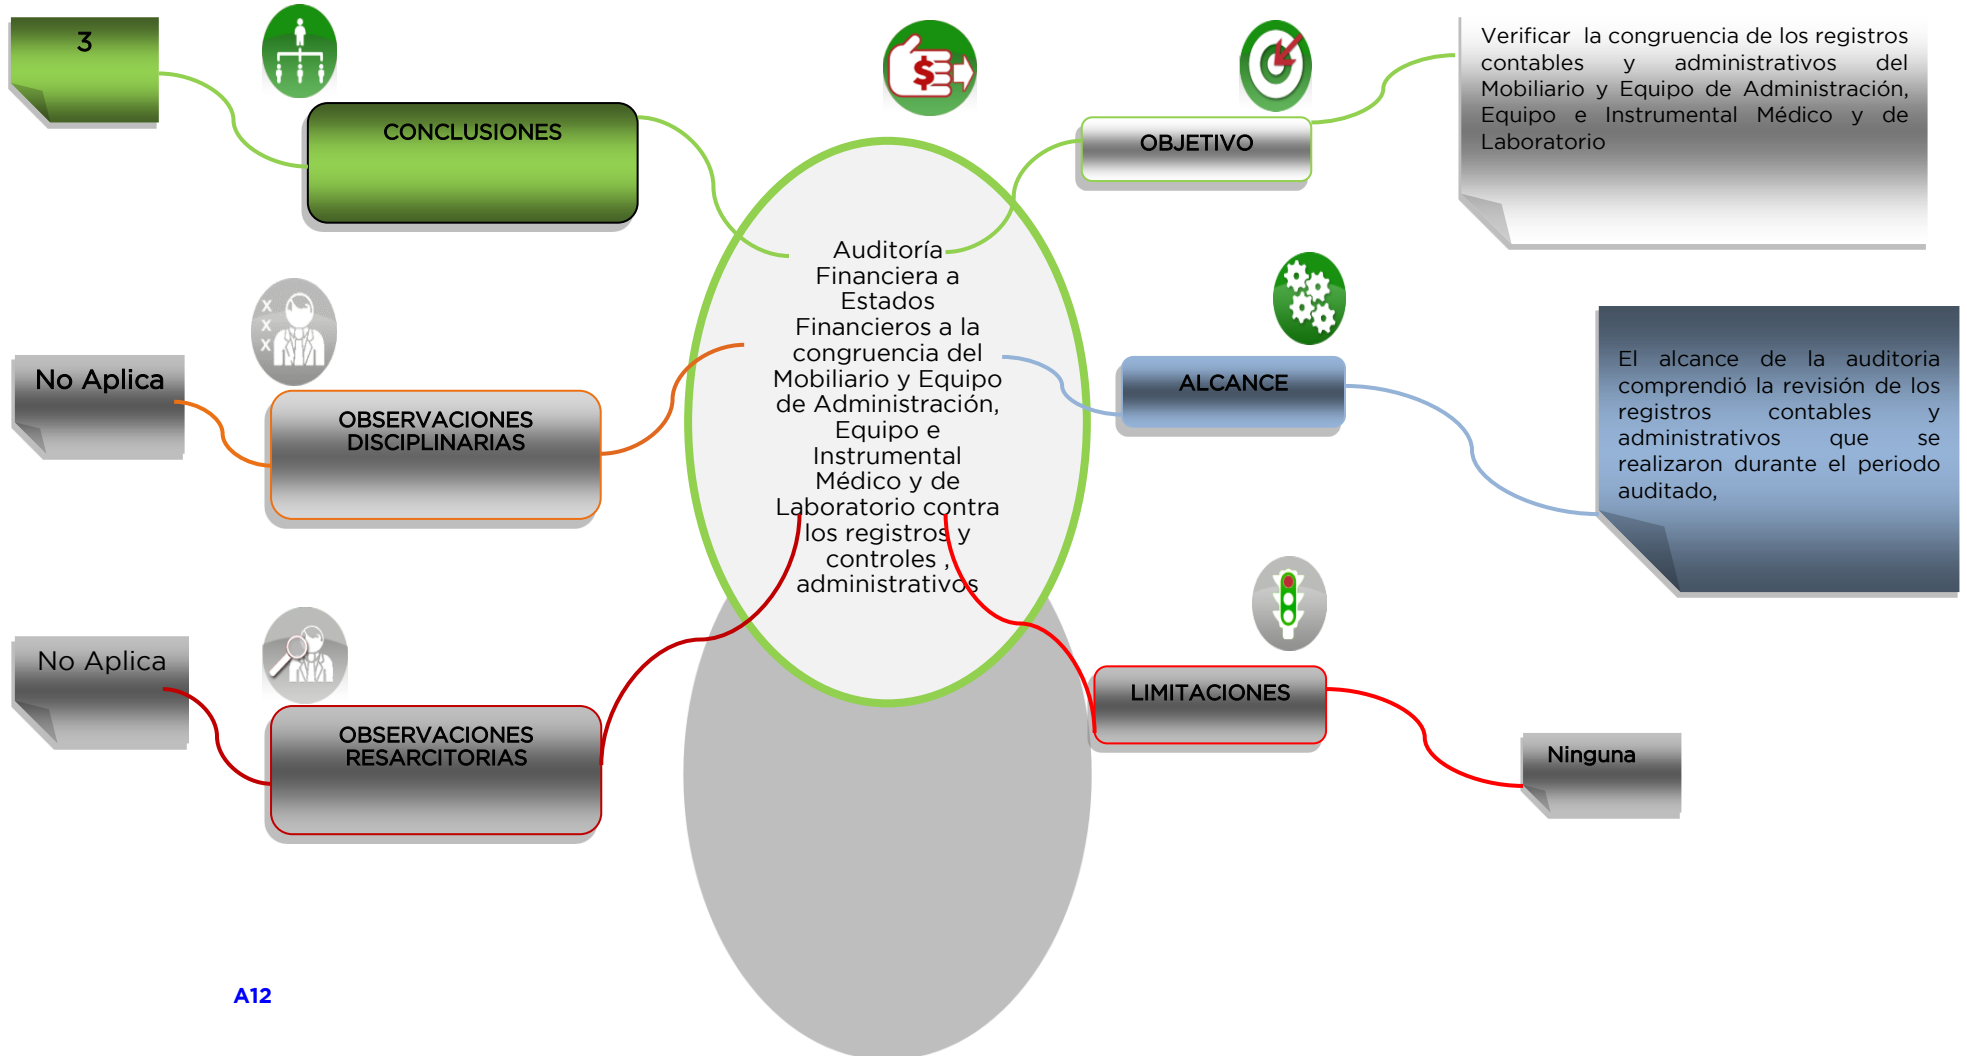 3
CONCLUSIONES
OBJETIVO
Verificar la congruencia de los registros
contables y administrativos del
Mobiliario y Equipo de Administración,
Equipo e Instrumental Médico y de
Laboratorio
Auditoría
Financiera a
Estados
Financieros a la
congruencia del
Mobiliario y Equipo
de Administración,
Equipo e
Instrumental
Médico y de
Laboratorio contra
los registros y
controles ,
administrativos
No Aplica
OBSERVACIONES
DISCIPLINARIAS
ALCANCE
El alcance de la auditoria
comprendió la revisión de los
registros contables y
administrativos que se
realizaron durante el periodo
auditado,
No Aplica
OBSERVACIONES
RESARCITORIAS
LIMITACIONES
Ninguna
A12